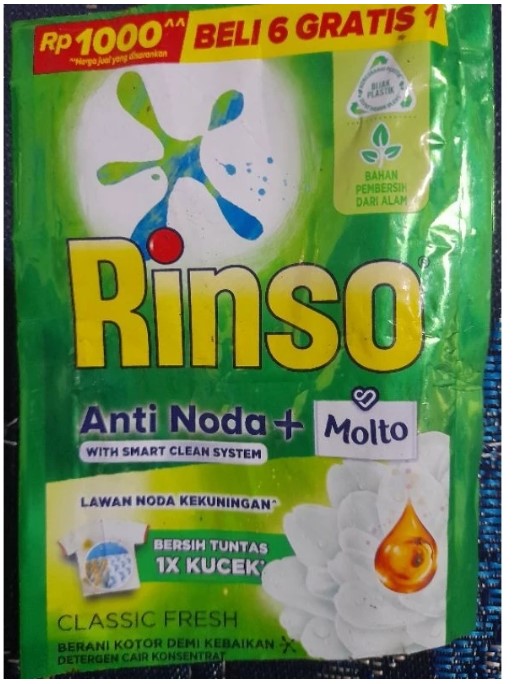 Rp1000^^
**Harga jual yang disarankan
BELI 6 GRATIS 1
BIJAK
PLASTIK
BAHAN
PEMBERSIH
DARI ALAM
Rinso®
Anti Noda + Molto
WITH SMART CLEAN SYSTEM
LAWAN NODA KEKUNINGAN^
BERSIH TUNTAS
1X KUCEK*
CLASSIC FRESH
BERANI KOTOR DEMI KEBAIKAN
DETERGEN CAIR KONSENTRAT